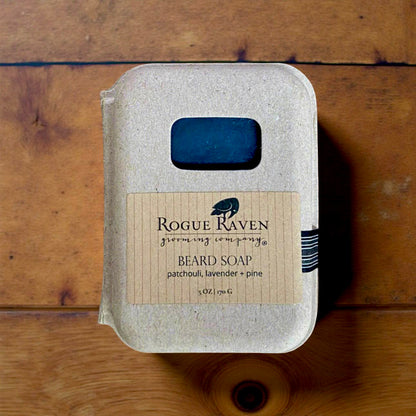 ROGUE RAVEN
grooming company®
BEARD SOAP
patchouli, lavender + pine
5 OZ | 170 G